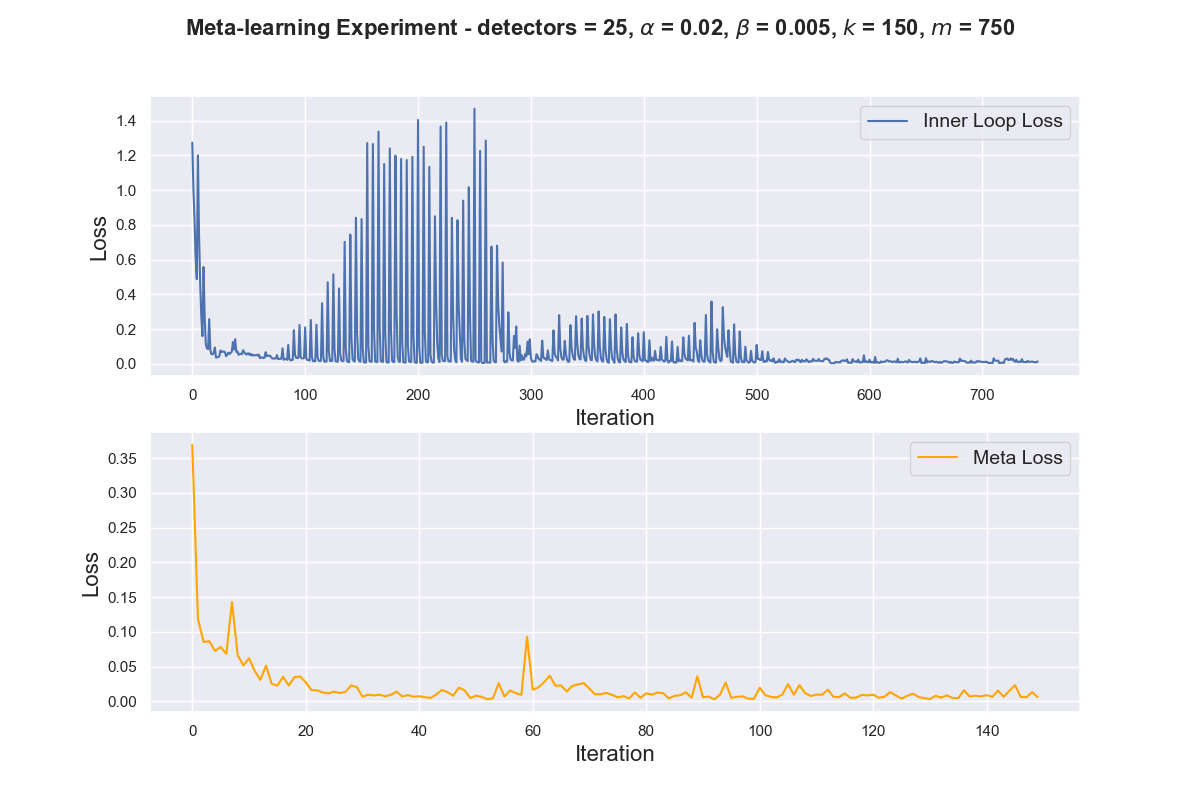 Meta-learning Experiment - detectors = 25, α = 0.02, β = 0.005, k = 150, m = 750
Inner Loop Loss
Loss
1.4
1.2
1.0
0.8
0.6
0.4
0.2
0.0
0 100 200 300 400 500 600 700
Iteration
Meta Loss
Loss
0.35
0.30
0.25
0.20
0.15
0.10
0.05
0.00
0 20 40 60 80 100 120 140
Iteration